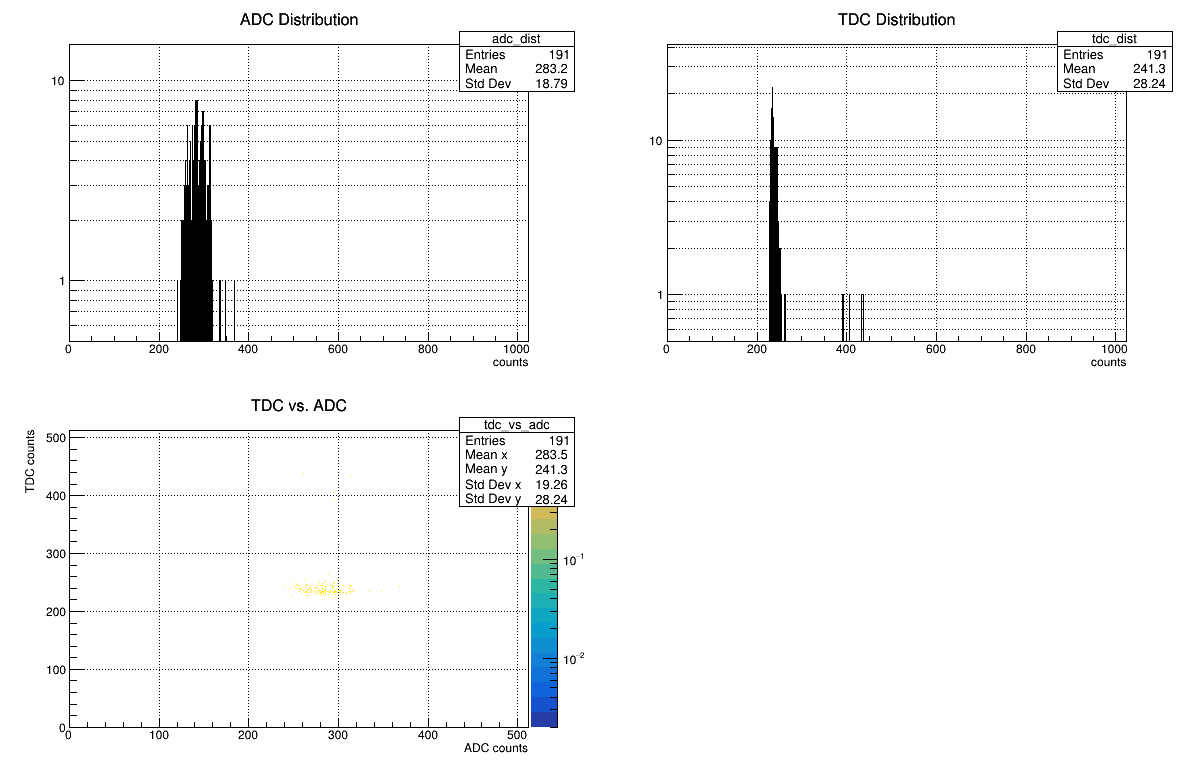 ADC Distribution
adc_dist
Entries 191
Mean 283.2
Std Dev 18.79
10
1
0 200 400 600 800 1000
counts
TDC Distribution
tdc_dist
Entries 191
Mean 241.3
Std Dev 28.24
10
1
0 200 400 600 800 1000
counts
TDC vs. ADC
tdc_vs_adc
Entries 191
Mean x 283.5
Mean y 241.3
Std Dev x 19.26
Std Dev y 28.24
TDC counts
500
400
300
200
100
0
0 100 200 300 400 500
ADC counts
10⁻¹
10⁻²